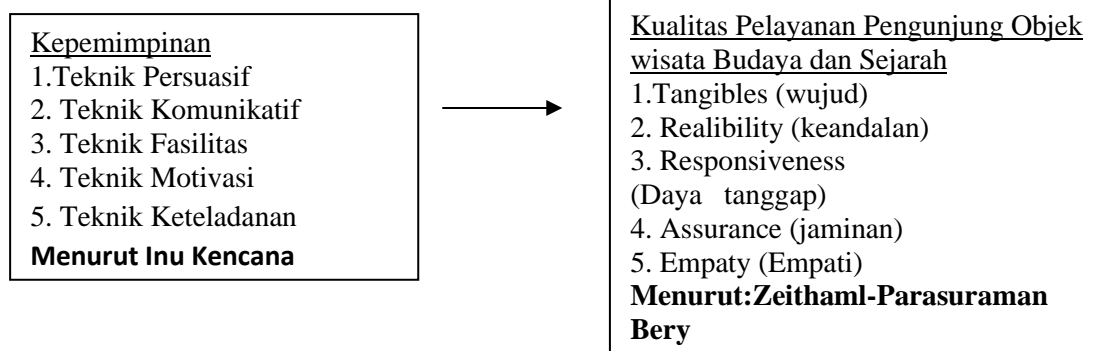 Kepemimpinan
1.Teknik Persuasif
2. Teknik Komunikatif
3. Teknik Fasilitas
4. Teknik Motivasi
5. Teknik Keteladanan
Menurut Inu Kencana
Kualitas Pelayanan Pengunjung Objek
wisata Budaya dan Sejarah
1.Tangibles (wujud)
2. Realibility (keandalan)
3. Responsiveness
(Daya tanggap)
4. Assurance (jaminan)
5. Empaty (Empati)
Menurut:Zeithaml-Parasuraman
Bery